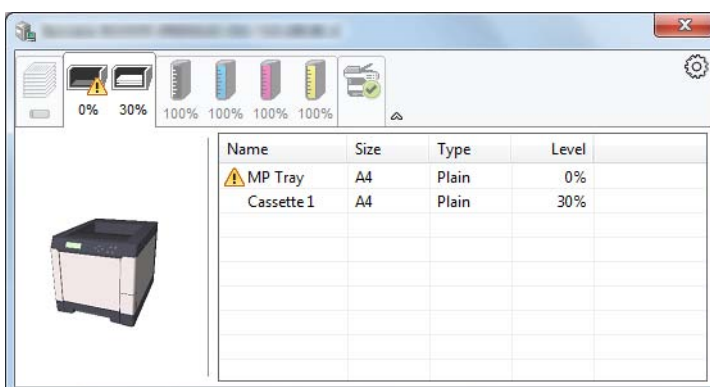 0% 30% 100% 100% 100% 100%
Name Size Type Level
MP Tray A4 Plain 0%
Cassette 1 A4 Plain 30%